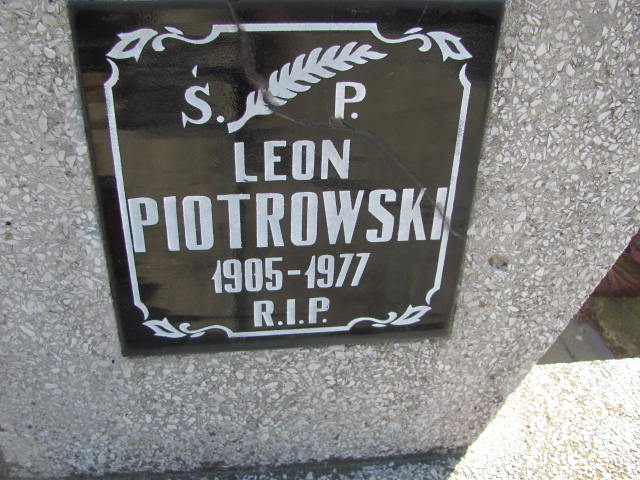 Ś. P.
LEON
PIOTROWSKI
1905-1977
R.I.P.